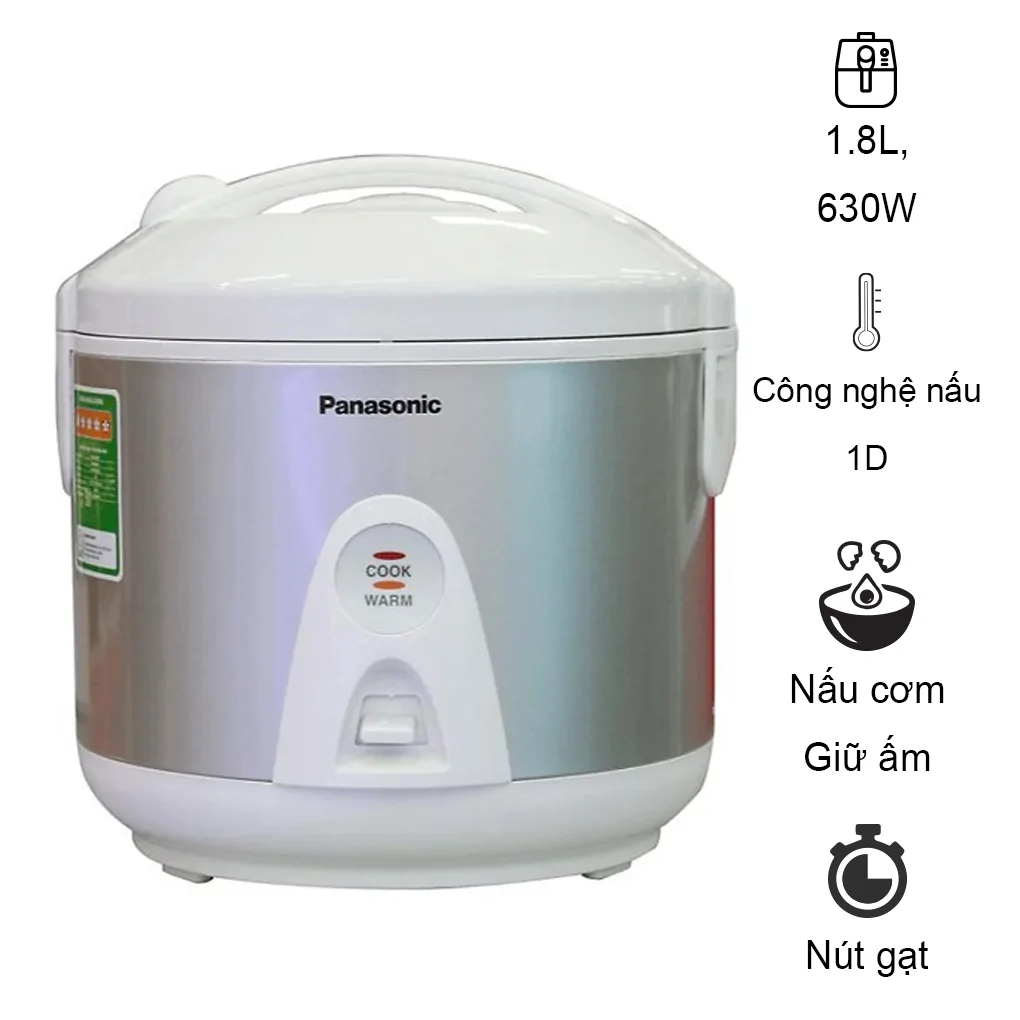 1.8L,
630W
Công nghệ nấu
1D
Panasonic
COOK
WARM
Nấu cơm
Giữ ấm
Nút gạt